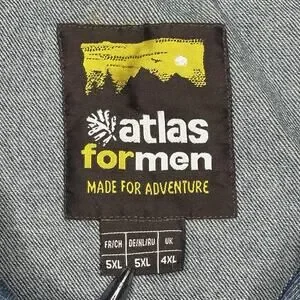 atlas
formen
MADE FOR ADVENTURE
FR/CH DE/NL/RU UK
5XL 5XL 4XL